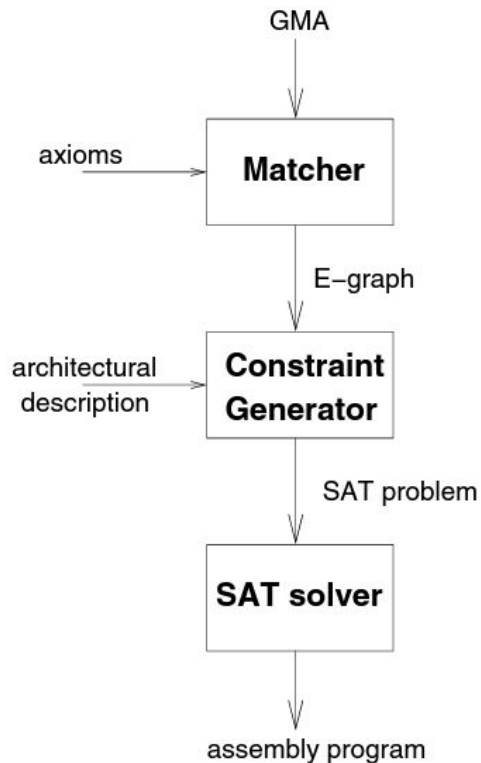 GMA
axioms
Matcher
E−graph
architectural
description
Constraint
Generator
SAT problem
SAT solver
assembly program